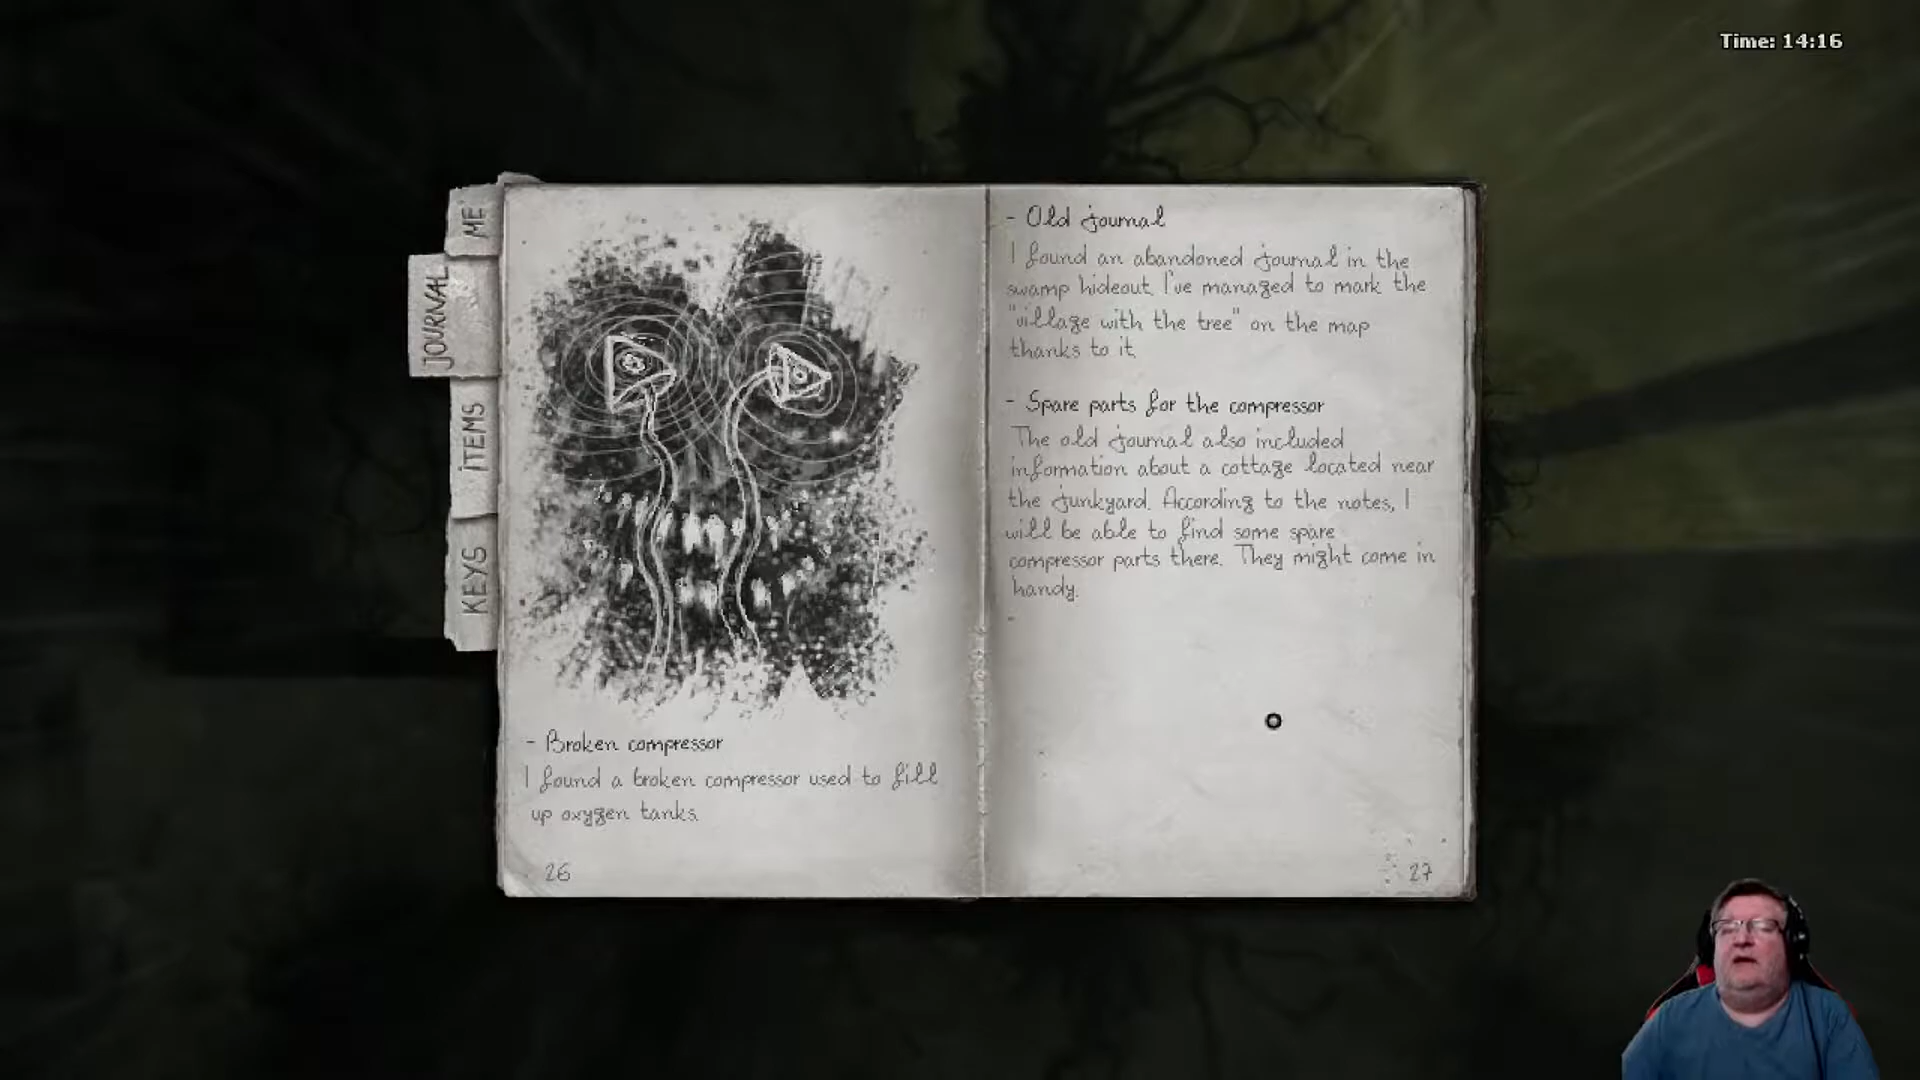 Time: 14:16
ME
JOURNAL
ITEMS
KEYS
- Broken compressor
I found a broken compressor used to fill
up oxygen tanks.
26
- Old journal
I found an abandoned journal in the
swamp hideout. I've managed to mark the
"village with the tree" on the map
thanks to it.
- Spare parts for the compressor
The old journal also included
information about a cottage located near
the junkyard. According to the notes, I
will be able to find some spare
compressor parts there. They might come in
handy.
-
27